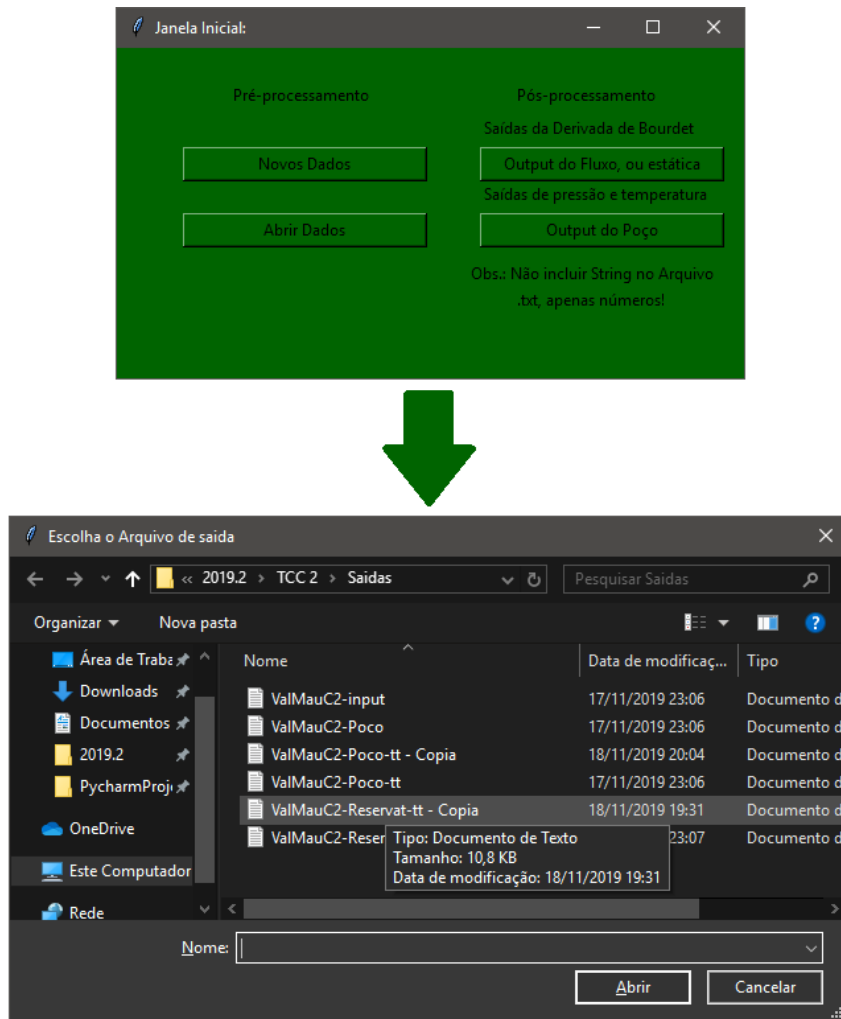 Janela Inicial:
Pré-processamento Pós-processamento
Saídas da Derivada de Bourdet
Novos Dados Output do Fluxo, ou estática
Saídas de pressão e temperatura
Abrir Dados Output do Poço
Obs.: Não incluir String no Arquivo
.txt, apenas números!
Escolha o Arquivo de saida
« 2019.2 > TCC 2 > Saidas Pesquisar Saidas
Organizar Nova pasta
Área de Traba Nome Data de modificaç... Tipo
Downloads ValMauC2-input 17/11/2019 23:06 Documento d
Documentos ValMauC2-Poco 17/11/2019 23:06 Documento d
2019.2 ValMauC2-Poco-tt - Copia 18/11/2019 20:04 Documento d
PycharmProje ValMauC2-Poco-tt 17/11/2019 23:06 Documento d
ValMauC2-Reservat-tt - Copia 18/11/2019 19:31 Documento d
OneDrive ValMauC2-Reser 23:07 Documento d
Tipo: Documento de Texto
Tamanho: 10,8 KB
Este Computador Data de modificação: 18/11/2019 19:31
Rede
Nome:
Abrir Cancelar